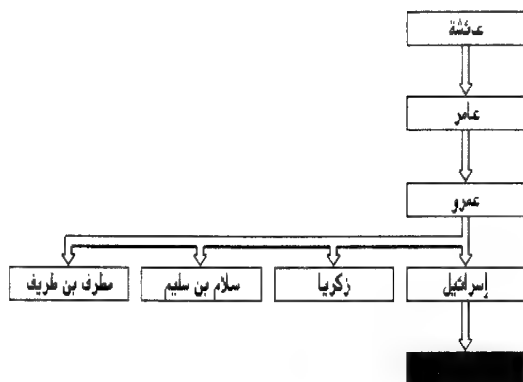 عائشة
عامر
عمرو
إسرائيل
زكريا
سلام بن سليم
مطرف بن طريف